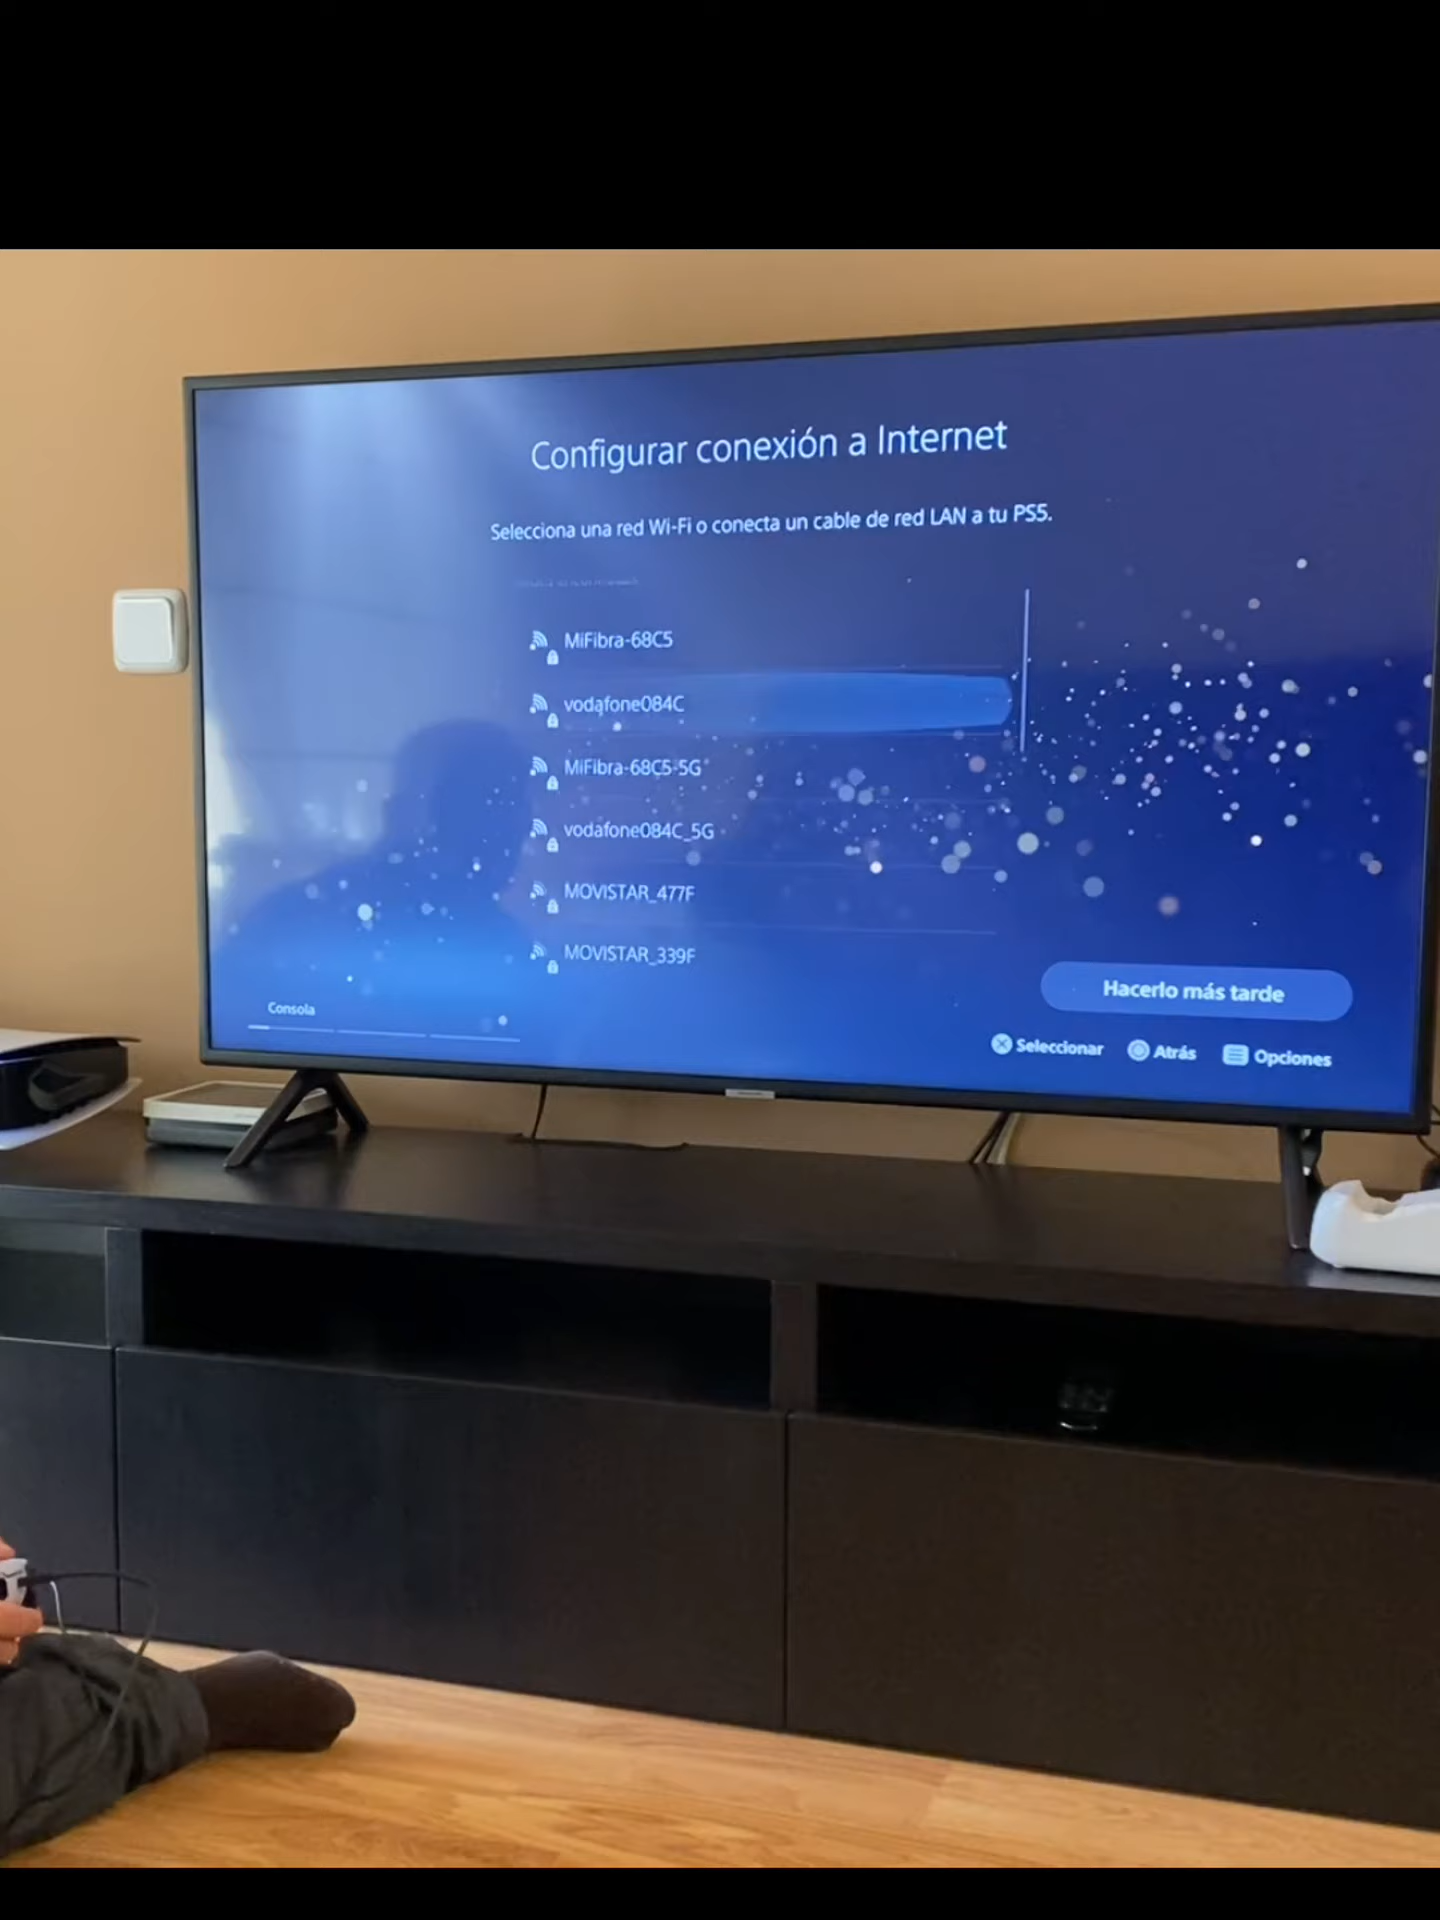 Configurar conexión a Internet
Selecciona una red Wi-Fi o conecta un cable de red LAN a tu PS5.
MiFibra-68C5
vodafone084C
MiFibra-68C5-5G
vodafone084C_5G
MOVISTAR_477F
MOVISTAR_339F
Hacerlo más tarde
Consola
Seleccionar
Atrás
Opciones